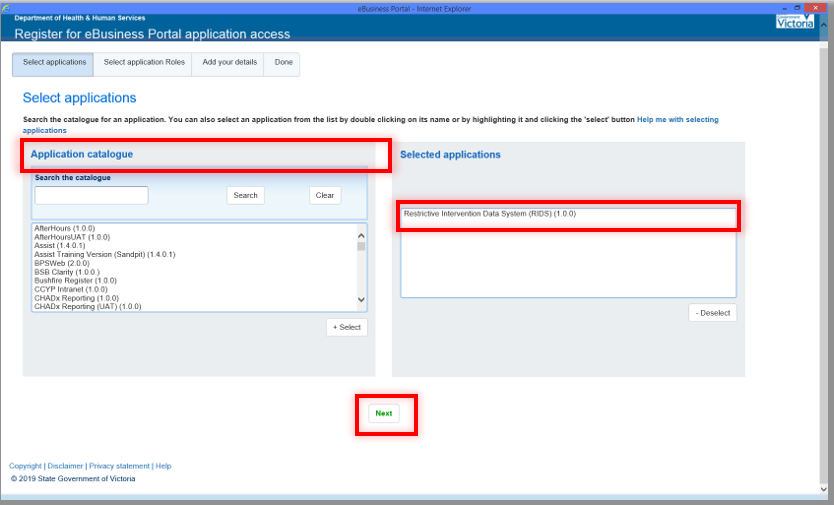 eBusiness Portal - Internet Explorer
Department of Health & Human Services
Register for eBusiness Portal application access
Victoria
Select applications
Select application Roles
Add your details
Done
Select applications
Search the catalogue for an application. You can also select an application from the list by double clicking on its name or by highlighting it and clicking the 'select' button Help me with selecting
applications
Application catalogue
Search the catalogue
Search
Clear
AfterHours (1.0.0)
AfterHoursUAT (1.0.0)
Assist (1.4.0.1)
Assist Training Version (Sandpit) (1.4.0.1)
BPSWeb (2.0.0)
BSB Clarity (1.0.0.)
Bushfire Register (1.0.0)
CCYP Intranet (1.0.0)
CHADx Reporting (1.0.0)
CHADx Reporting (UAT) (1.0.0)
+ Select
Selected applications
Restrictive Intervention Data System (RIDS) (1.0.0)
- Deselect
Next
Copyright | Disclaimer | Privacy statement | Help
© 2019 State Government of Victoria